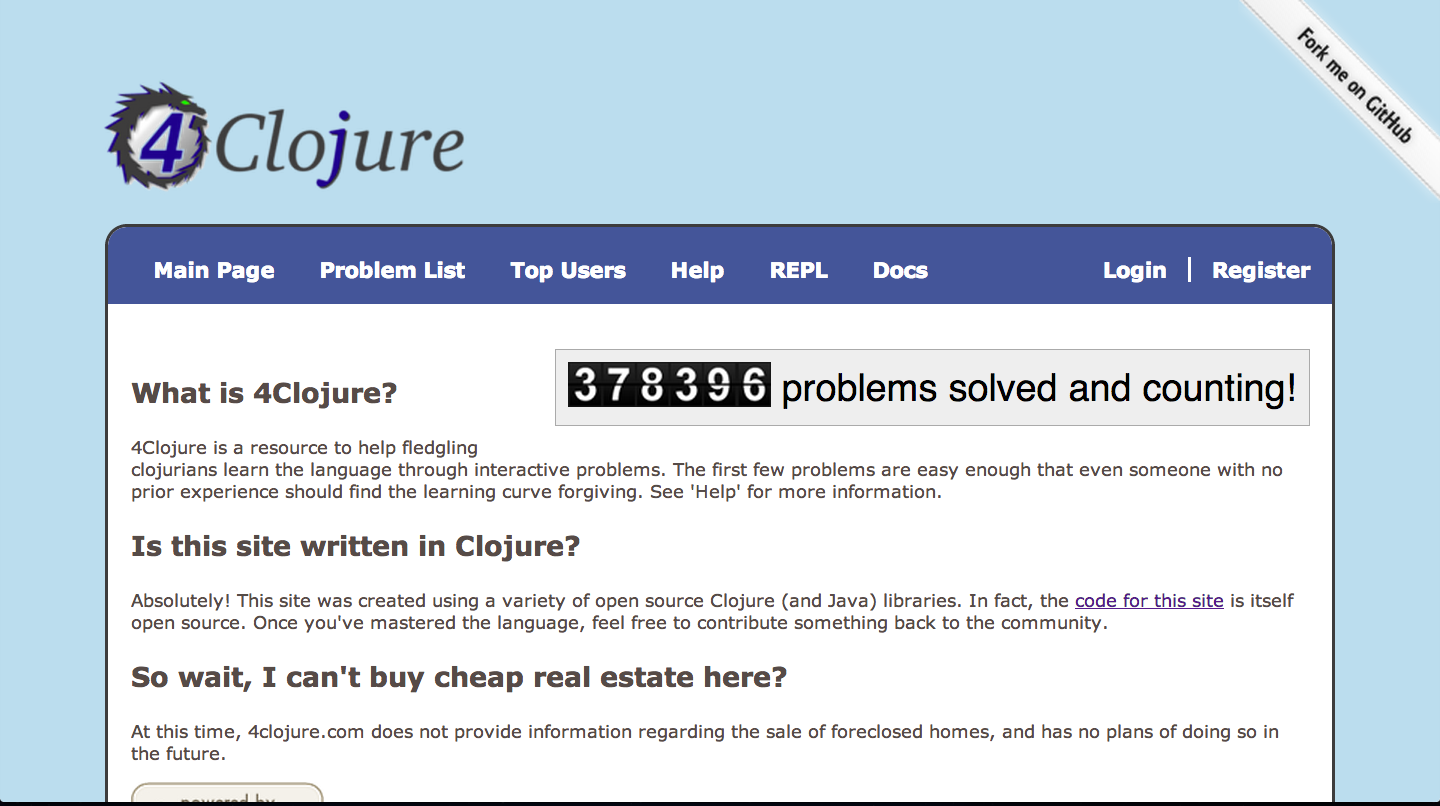 Fork me on GitHub
4Clojure
Main Page Problem List Top Users Help REPL Docs Login | Register
378396 problems solved and counting!
What is 4Clojure?
4Clojure is a resource to help fledgling
clojurians learn the language through interactive problems. The first few problems are easy enough that even someone with no
prior experience should find the learning curve forgiving. See 'Help' for more information.
Is this site written in Clojure?
Absolutely! This site was created using a variety of open source Clojure (and Java) libraries. In fact, the code for this site is itself
open source. Once you've mastered the language, feel free to contribute something back to the community.
So wait, I can't buy cheap real estate here?
At this time, 4clojure.com does not provide information regarding the sale of foreclosed homes, and has no plans of doing so in
the future.
powered by